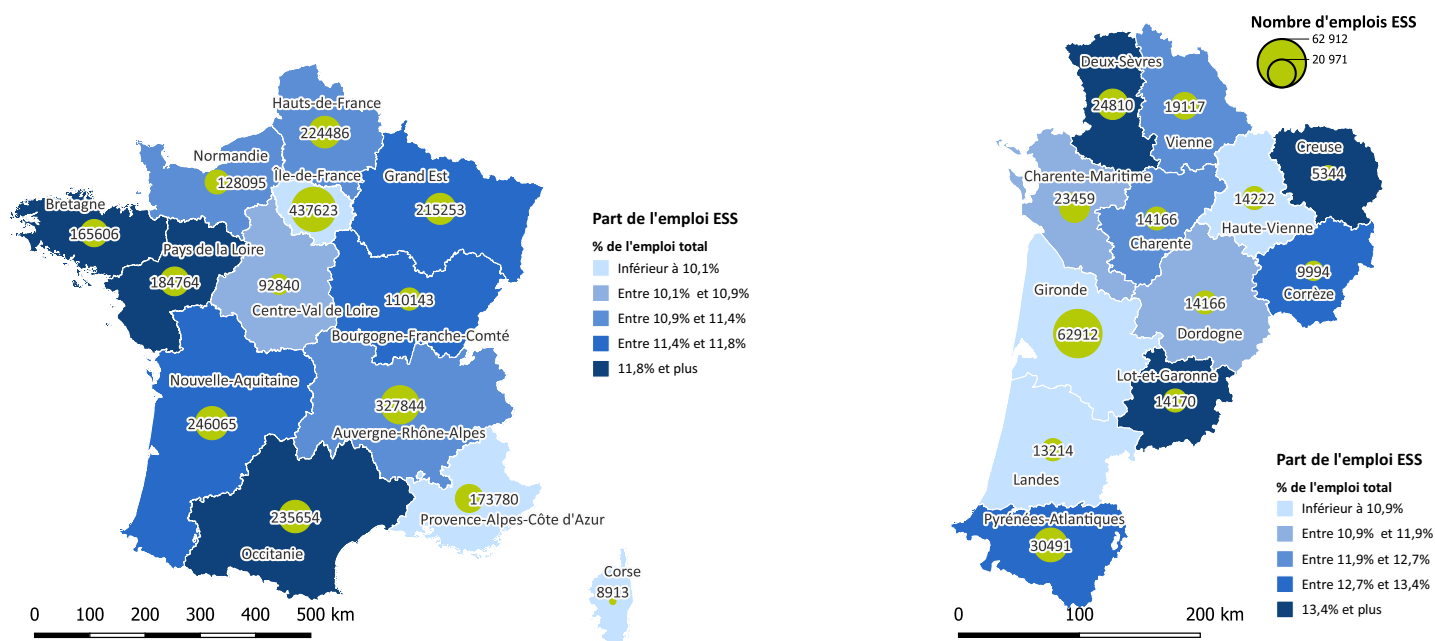 Hauts-de-France
224486
Normandie
128095
Île-de-France
437623
Grand Est
215253
Bretagne
165606
Pays de la Loire
184764
92840
Centre-Val de Loire
110143
Bourgogne-Franche-Comté
Nouvelle-Aquitaine
246065
327844
Auvergne-Rhône-Alpes
235654
Occitanie
173780
Provence-Alpes-Côte d'Azur
Corse
8913
0 100 200 300 400 500 km
Part de l'emploi ESS
% de l'emploi total
Inférieur à 10,1%
Entre 10,1% et 10,9%
Entre 10,9% et 11,4%
Entre 11,4% et 11,8%
11,8% et plus
Nombre d'emplois ESS
62 912
20 971
Deux-Sèvres
24810
19117
Vienne
Creuse
5344
Charente-Maritime
23459
14166
Charente
14222
Haute-Vienne
9994
Corrèze
Gironde
62912
14166
Dordogne
Lot-et-Garonne
14170
13214
Landes
Pyrénées-Atlantiques
30491
0 100 200 km
Part de l'emploi ESS
% de l'emploi total
Inférieur à 10,9%
Entre 10,9% et 11,9%
Entre 11,9% et 12,7%
Entre 12,7% et 13,4%
13,4% et plus